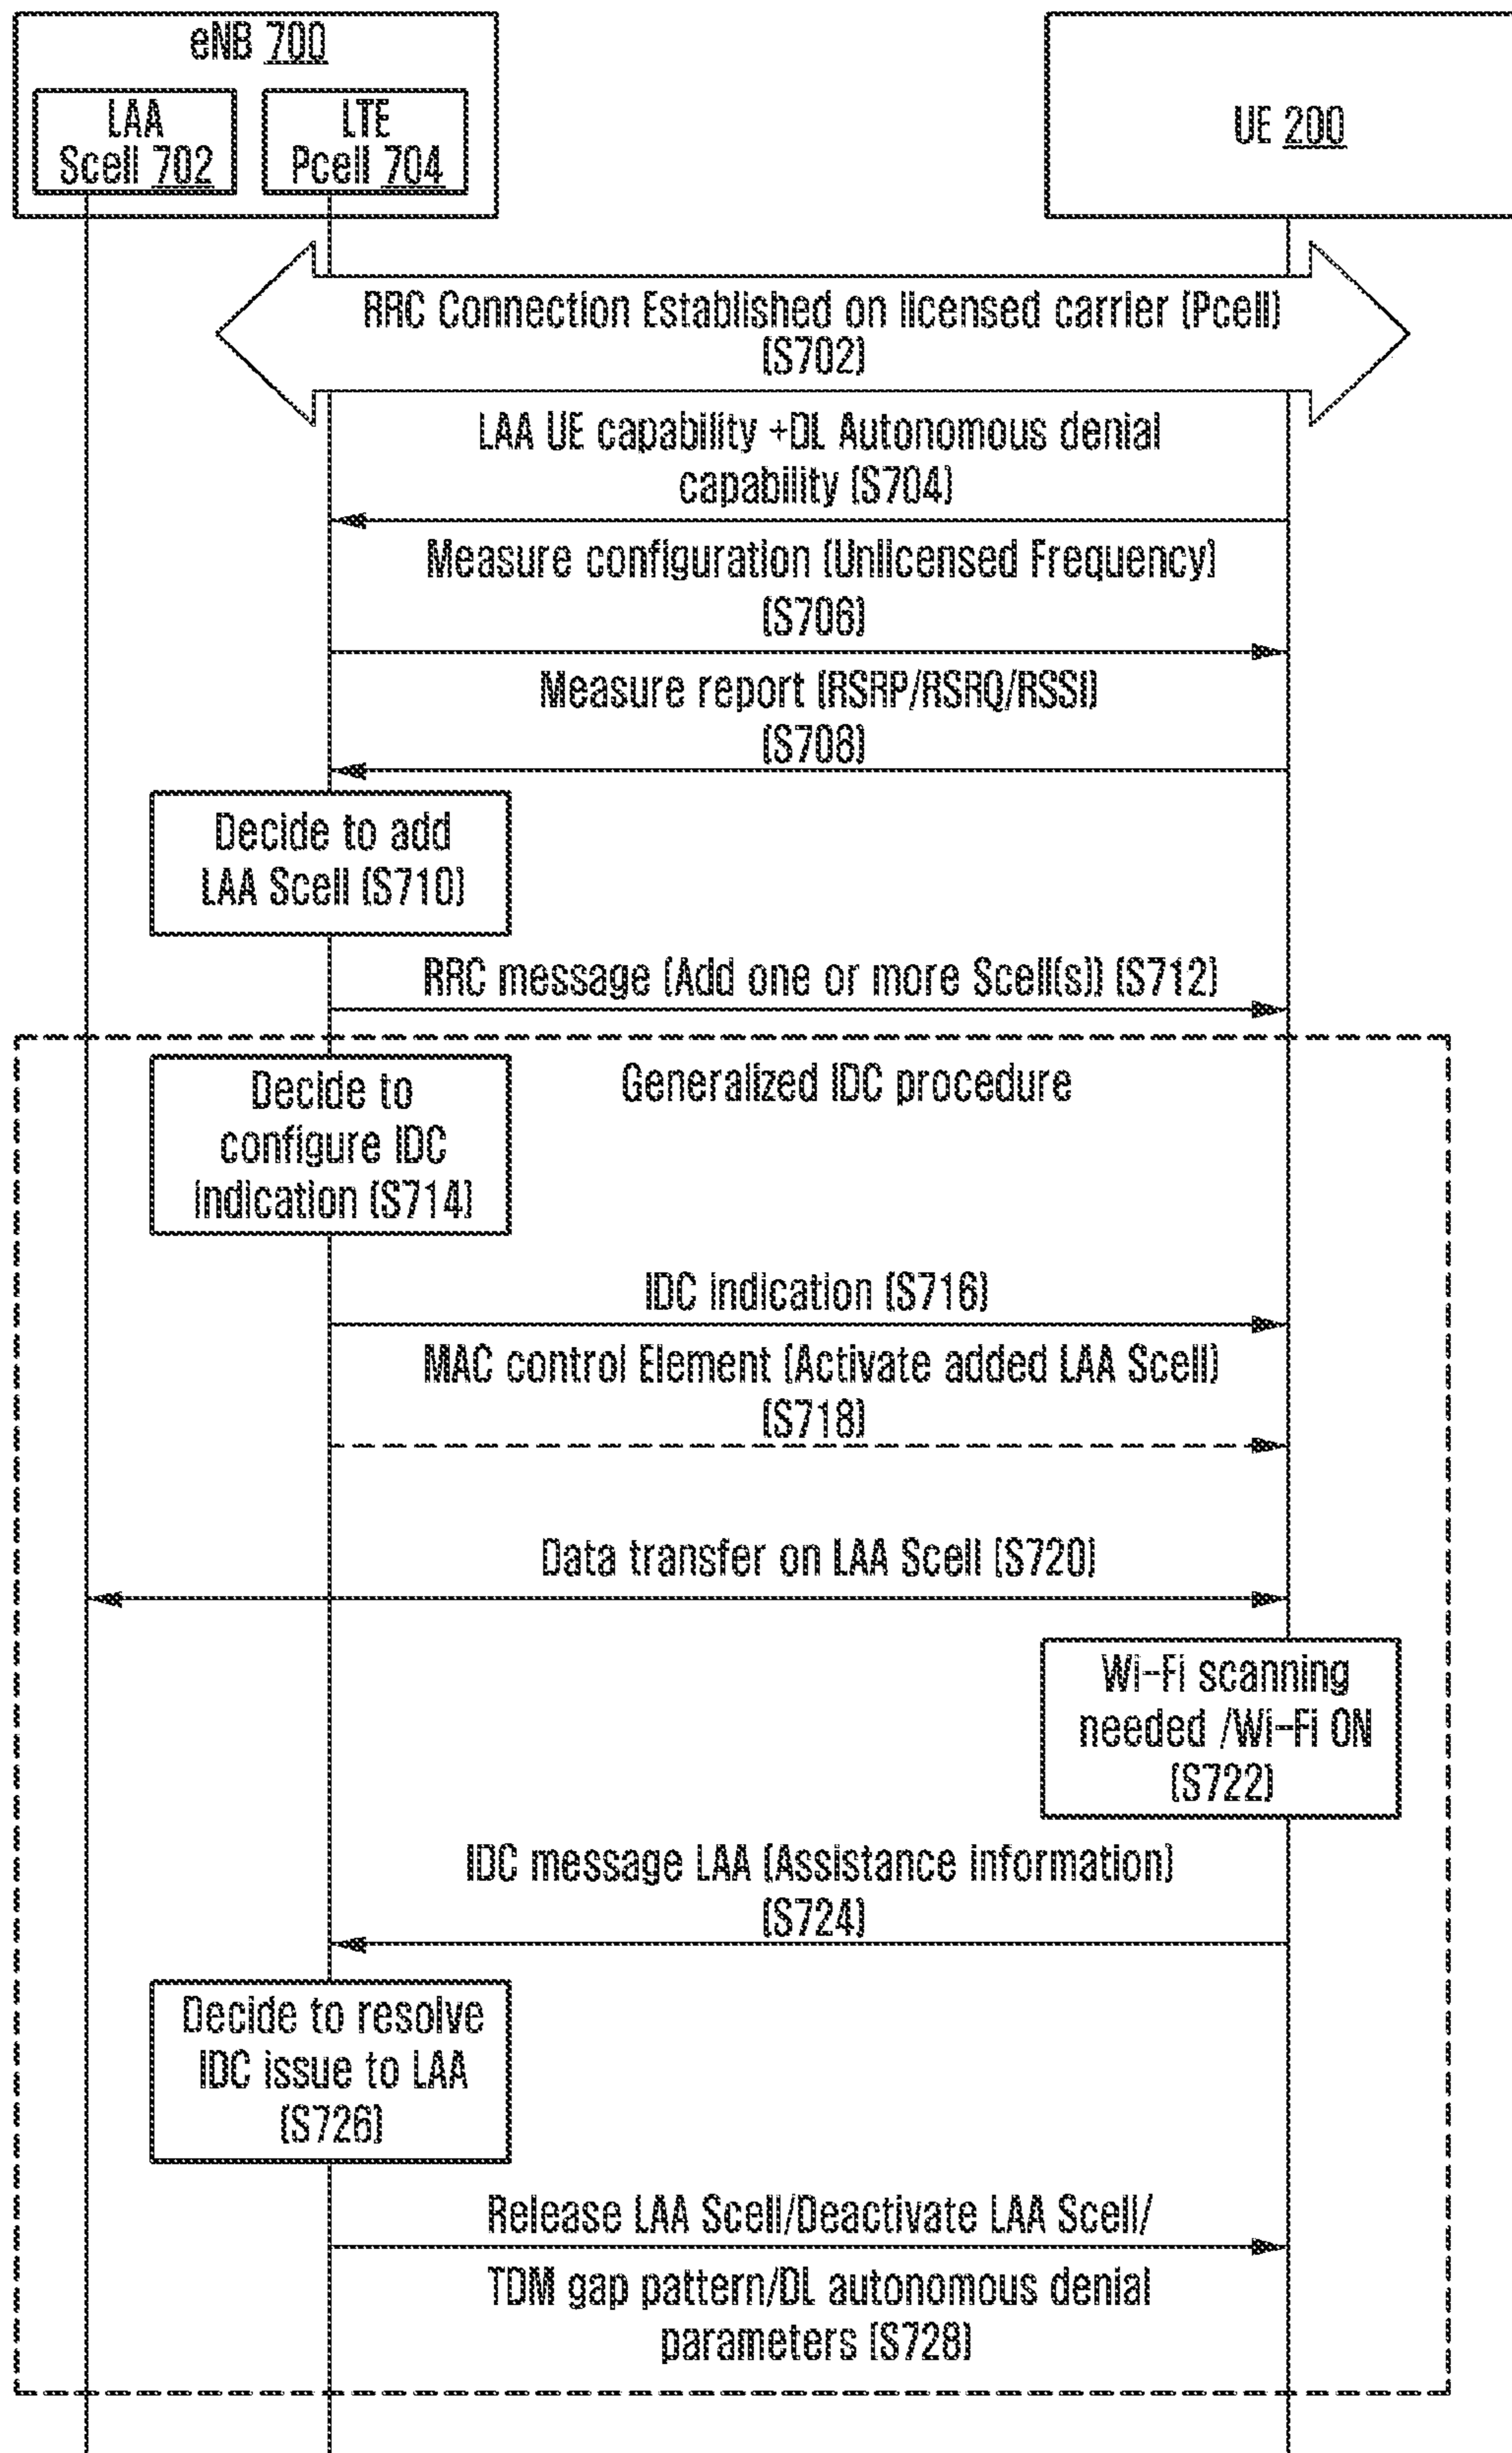 eNB 700
LAA
Scell 702
LTE
Pcell 704
UE 200
RRC Connection Established on licensed carrier (Pcell)
(S702)
LAA UE capability +DL Autonomous denial
capability (S704)
Measure configuration (Unlicensed Frequency)
(S706)
Measure report (RSRP/RSRQ/RSSI)
(S708)
Decide to add
LAA Scell (S710)
RRC message (Add one or more Scell(s)) (S712)
Decide to
configure IDC
indication (S714)
Generalized IDC procedure
IDC indication (S716)
MAC control Element (Activate added LAA Scell)
(S718)
Data transfer on LAA Scell (S720)
Wi-Fi scanning
needed /Wi-Fi ON
(S722)
IDC message LAA (Assistance information)
(S724)
Decide to resolve
IDC issue to LAA
(S726)
Release LAA Scell/Deactivate LAA Scell/
TDM gap pattern/DL autonomous denial
parameters (S728)